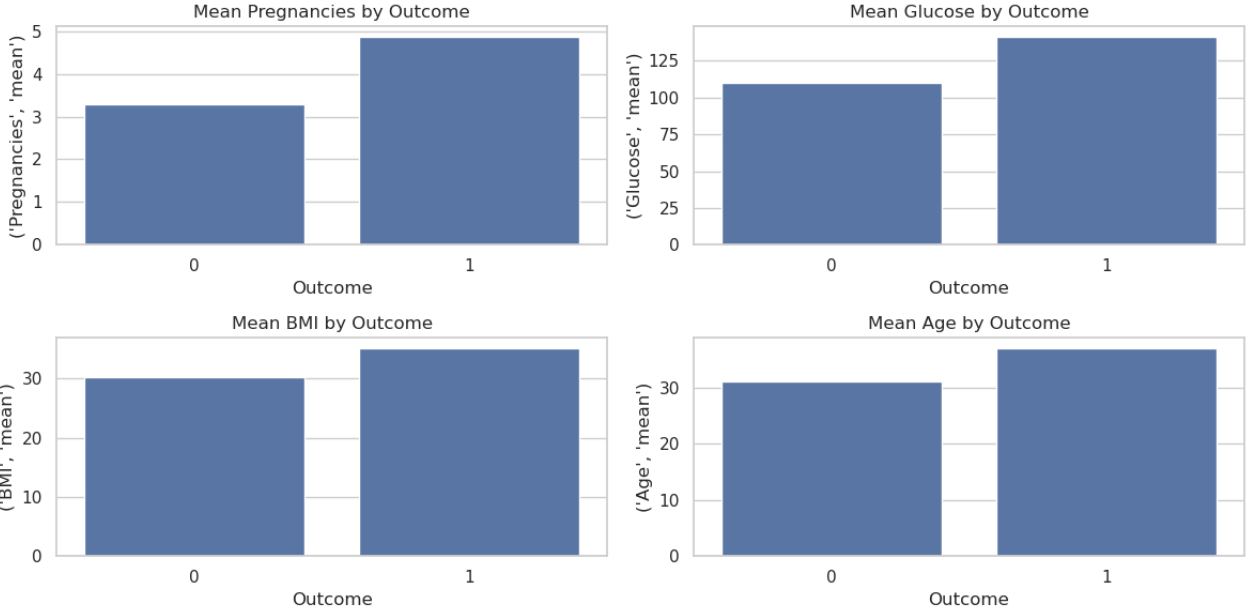 Mean Pregnancies by Outcome
('Pregnancies', 'mean')
5
4
3
2
1
0
0 1
Outcome
Mean Glucose by Outcome
('Glucose', 'mean')
125
100
75
50
25
0
0 1
Outcome
Mean BMI by Outcome
('BMI', 'mean')
30
20
10
0
0 1
Outcome
Mean Age by Outcome
('Age', 'mean')
30
20
10
0
0 1
Outcome